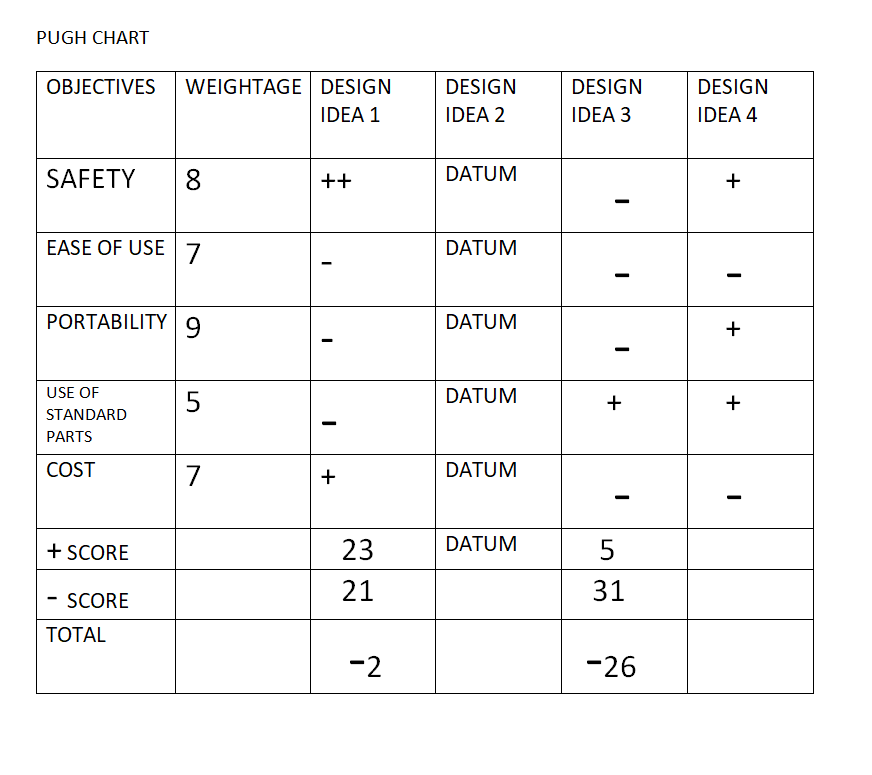 PUGH CHART
OBJECTIVES WEIGHTAGE DESIGN IDEA 1 DESIGN IDEA 2 DESIGN IDEA 3 DESIGN IDEA 4
SAFETY 8 ++ DATUM - +
EASE OF USE 7 - DATUM - -
PORTABILITY 9 - DATUM - +
USE OF STANDARD PARTS 5 - DATUM + +
COST 7 + DATUM - -
+ SCORE 23 DATUM 5
- SCORE 21 31
TOTAL -2 -26